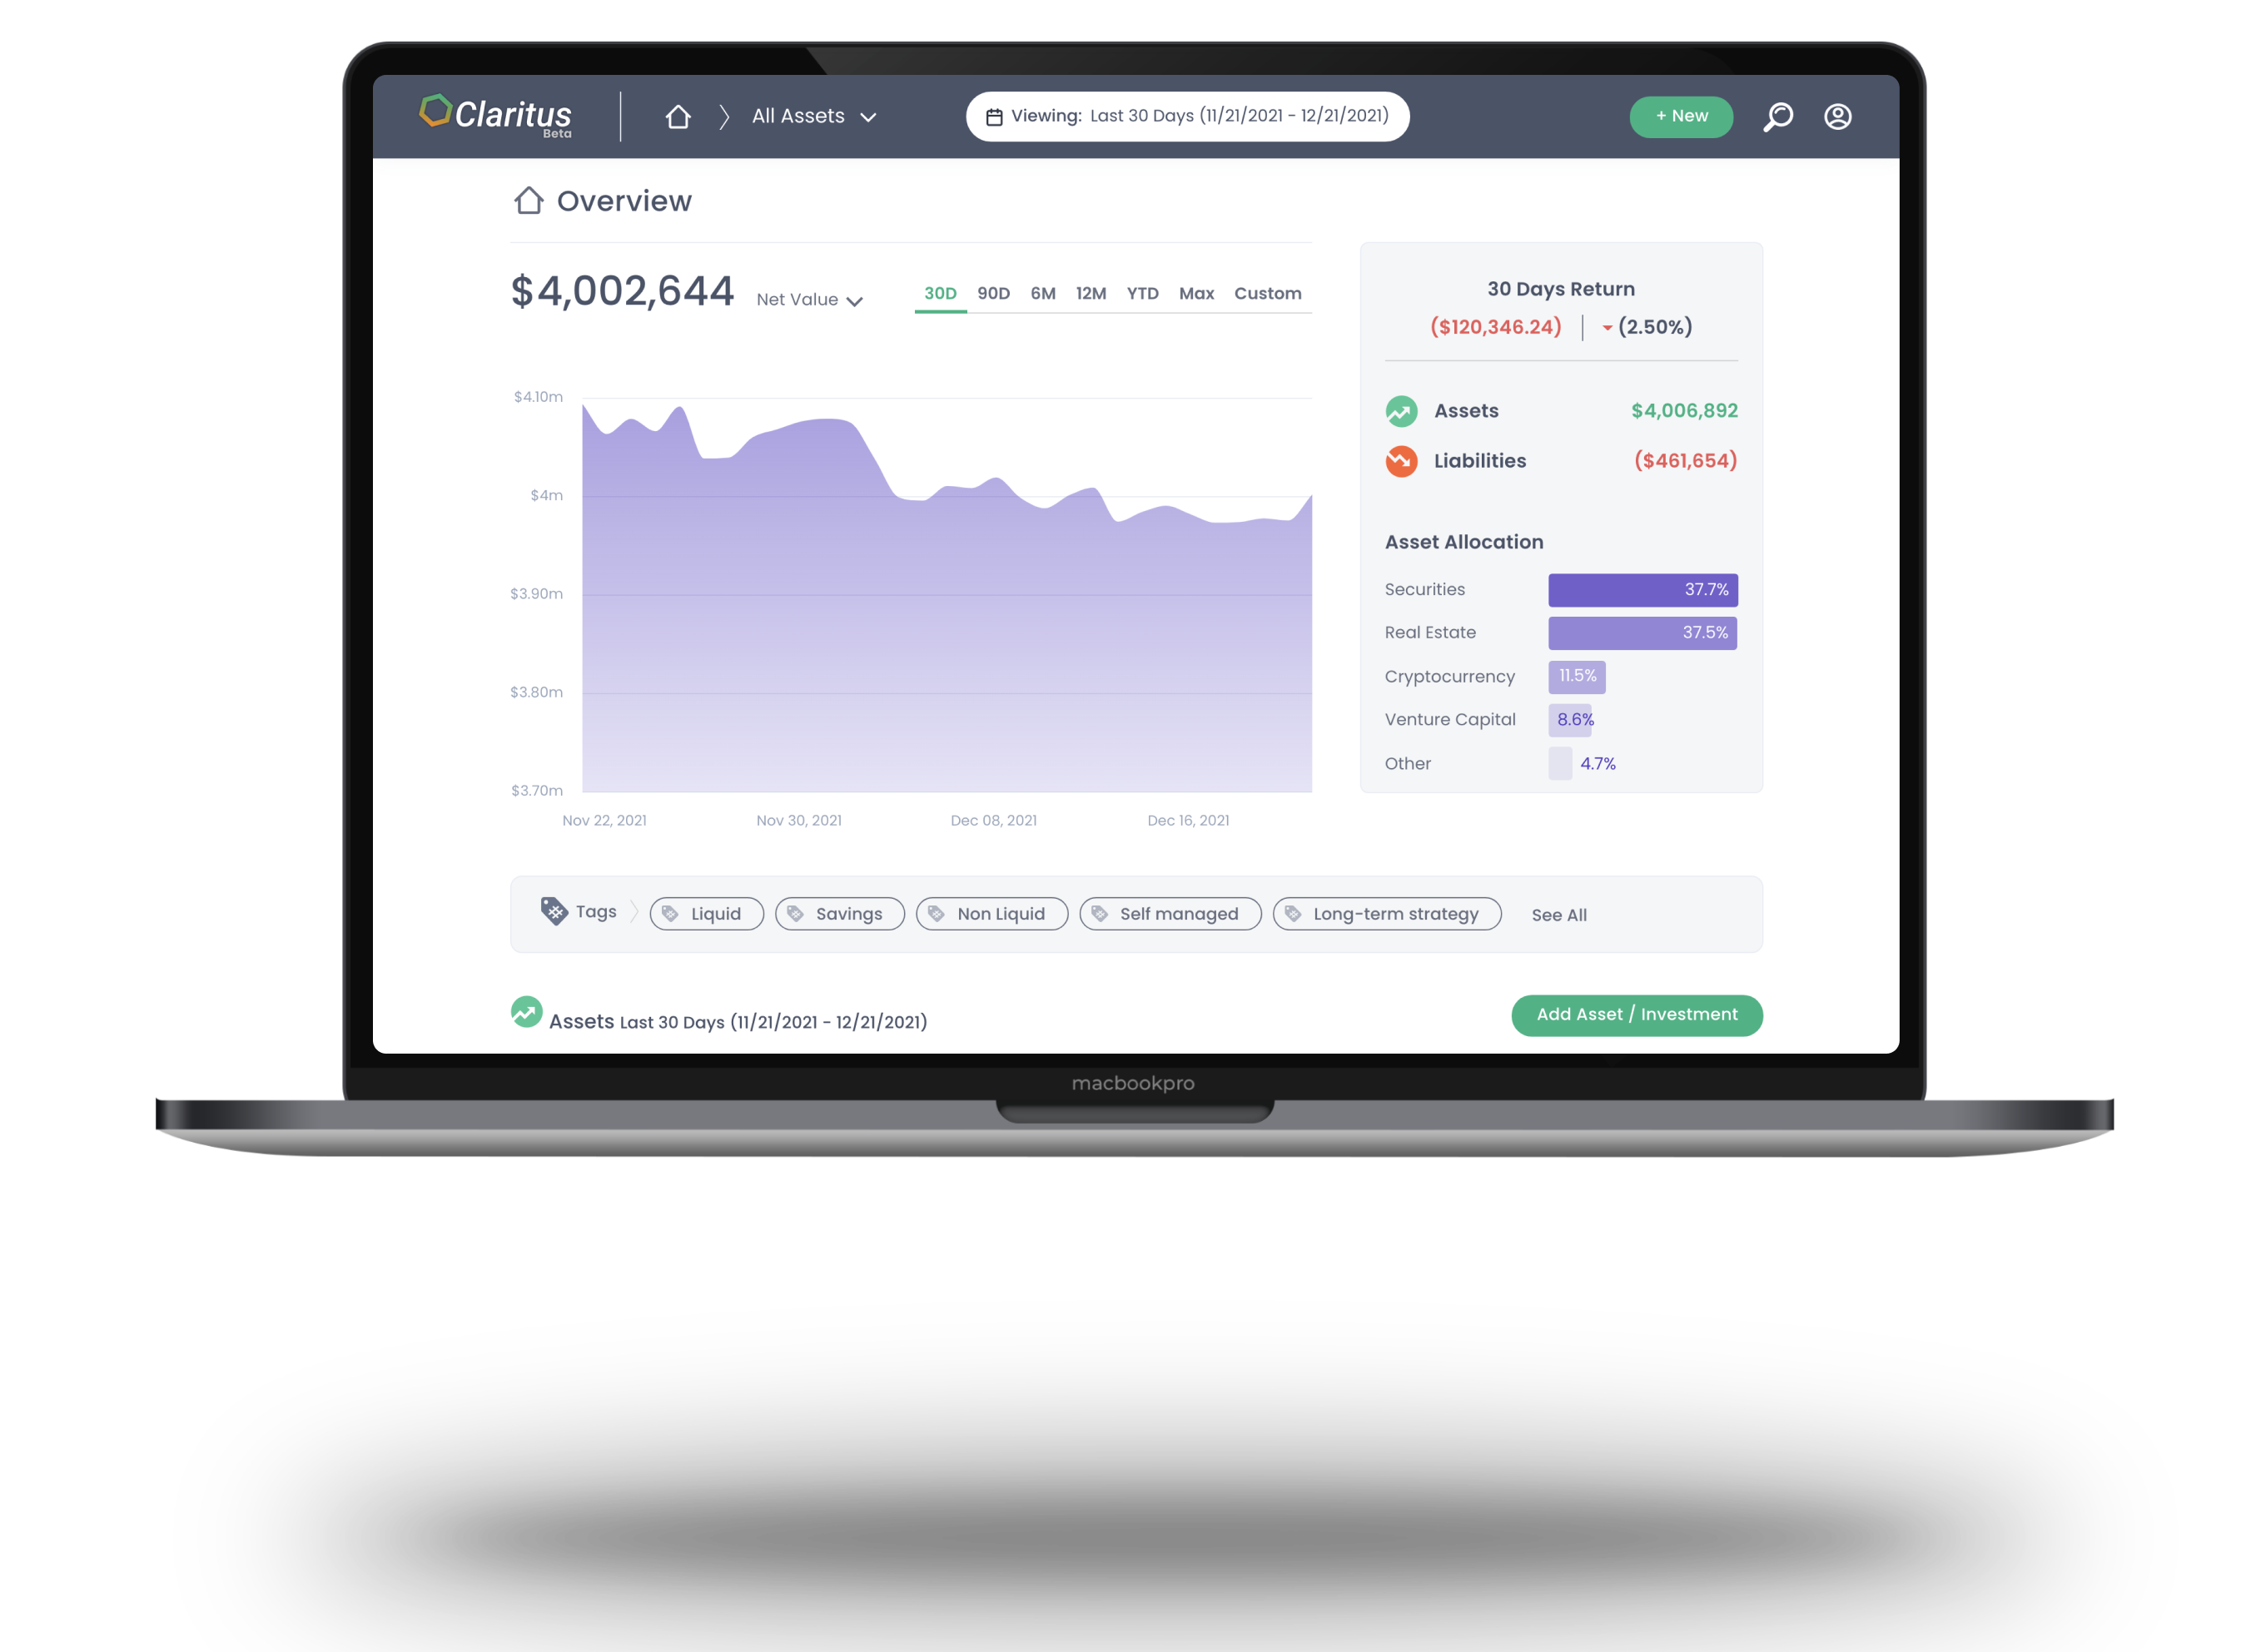 Claritus
Beta
All Assets
Viewing: Last 30 Days (11/21/2021 - 12/21/2021)
+ New
Overview
$4,002,644 Net Value
30D 90D 6M 12M YTD Max Custom
$4.10m
$4m
$3.90m
$3.80m
$3.70m
Nov 22, 2021 Nov 30, 2021 Dec 08, 2021 Dec 16, 2021
30 Days Return
($120,346.24) (2.50%)
Assets $4,006,892
Liabilities ($461,654)
Asset Allocation
Securities 37.7%
Real Estate 37.5%
Cryptocurrency 11.5%
Venture Capital 8.6%
Other 4.7%
Tags Liquid Savings Non Liquid Self managed Long-term strategy See All
Assets Last 30 Days (11/21/2021 - 12/21/2021)
Add Asset / Investment
macbookpro